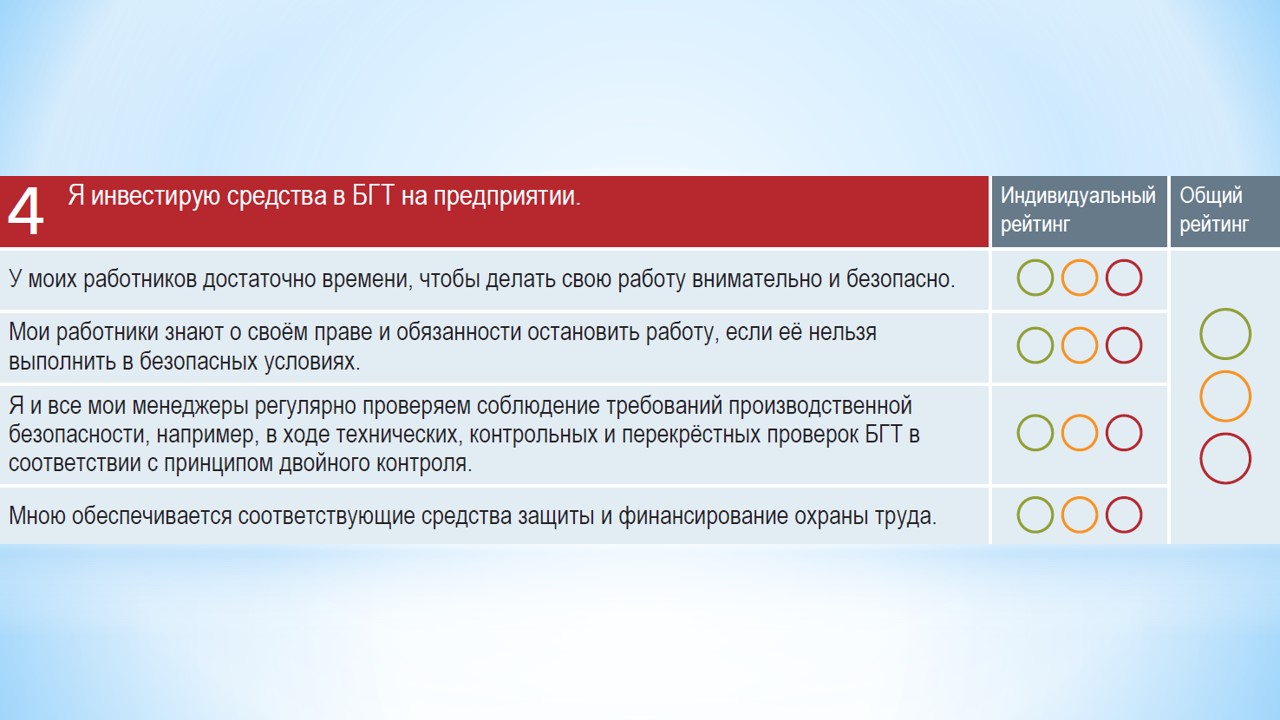 4
Я инвестирую средства в БГТ на предприятии.
Индивидуальный
рейтинг
Общий
рейтинг
У моих работников достаточно времени, чтобы делать свою работу внимательно и безопасно.
Мои работники знают о своём праве и обязанности остановить работу, если её нельзя
выполнить в безопасных условиях.
Я и все мои менеджеры регулярно проверяем соблюдение требований производственной
безопасности, например, в ходе технических, контрольных и перекрёстных проверок БГТ в
соответствии с принципом двойного контроля.
Мною обеспечивается соответствующие средства защиты и финансирование охраны труда.